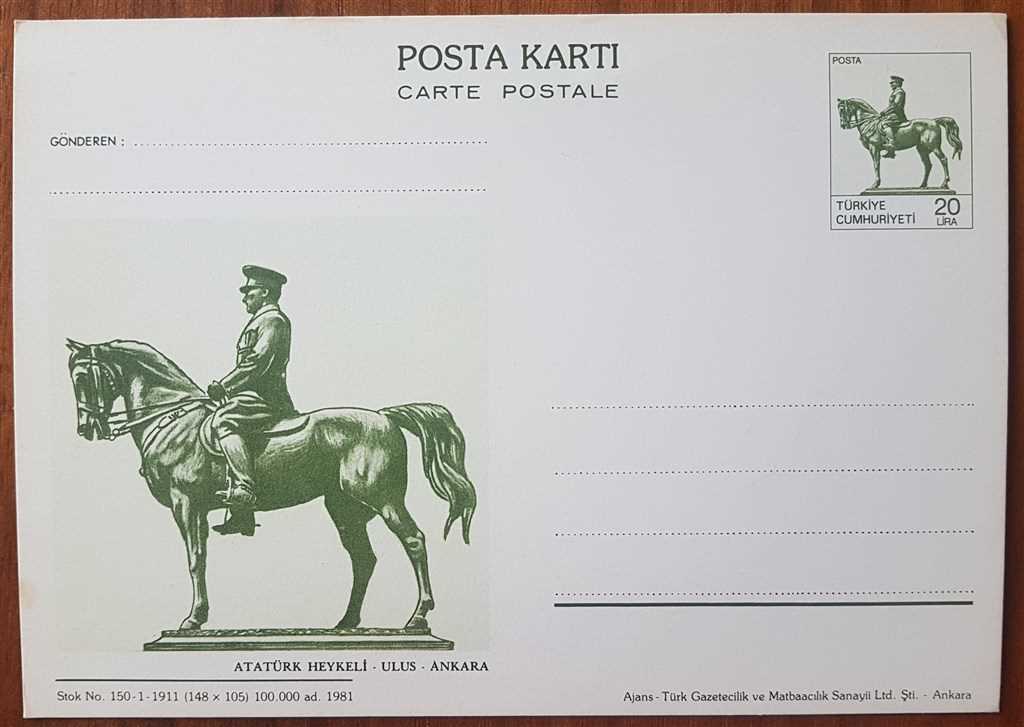 POSTA KARTI
CARTE POSTALE
POSTA
TÜRKİYE
CUMHURİYETİ
20
LİRA
GÖNDEREN :
ATATÜRK HEYKELİ - ULUS - ANKARA
Stok No. 150-1-1911 (148 × 105) 100.000 ad. 1981
Ajans - Türk Gazetecilik ve Matbaacılık Sanayii Ltd. Şti. - Ankara